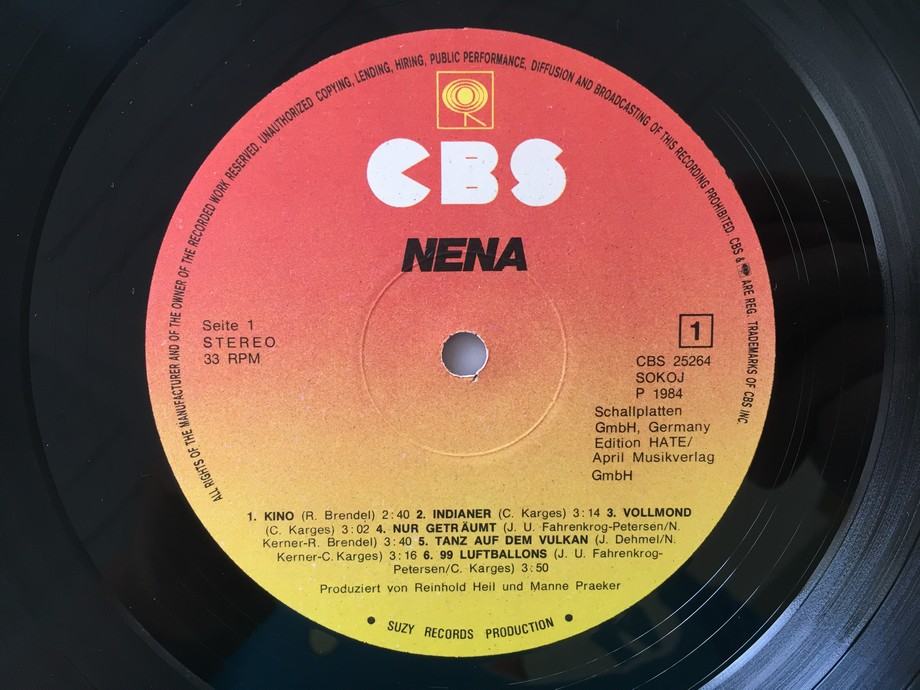 ALL RIGHTS OF THE MANUFACTURER AND OF THE OWNER OF THE RECORDED WORK RESERVED. UNAUTHORIZED COPYING, LENDING, HIRING, PUBLIC PERFORMANCE, DIFFUSION AND BROADCASTING OF THIS RECORDING PROHIBITED. CBS & ARE REG. TRADEMARKS OF CBS INC.
CBS
NENA
Seite 1
STEREO
33 RPM
1
CBS 25264
SOKOJ
P 1984
Schallplatten
GmbH, Germany
Edition HATE/
April Musikverlag
GmbH
1. KINO (R. Brendel) 2:40 2. INDIANER (C. Karges) 3:14 3. VOLLMOND
(C. Karges) 3:02 4. NUR GETRÄUMT (J. U. Fahrenkrog-Petersen/N.
Kerner-R. Brendel) 3:40 5. TANZ AUF DEM VULKAN (J. Dehmel/N.
Kerner-C. Karges) 3:16 6. 99 LUFTBALLONS (J. U. Fahrenkrog-
Petersen/C. Karges) 3:50
Produziert von Reinhold Heil und Manne Praeker
• SUZY RECORDS PRODUCTION •